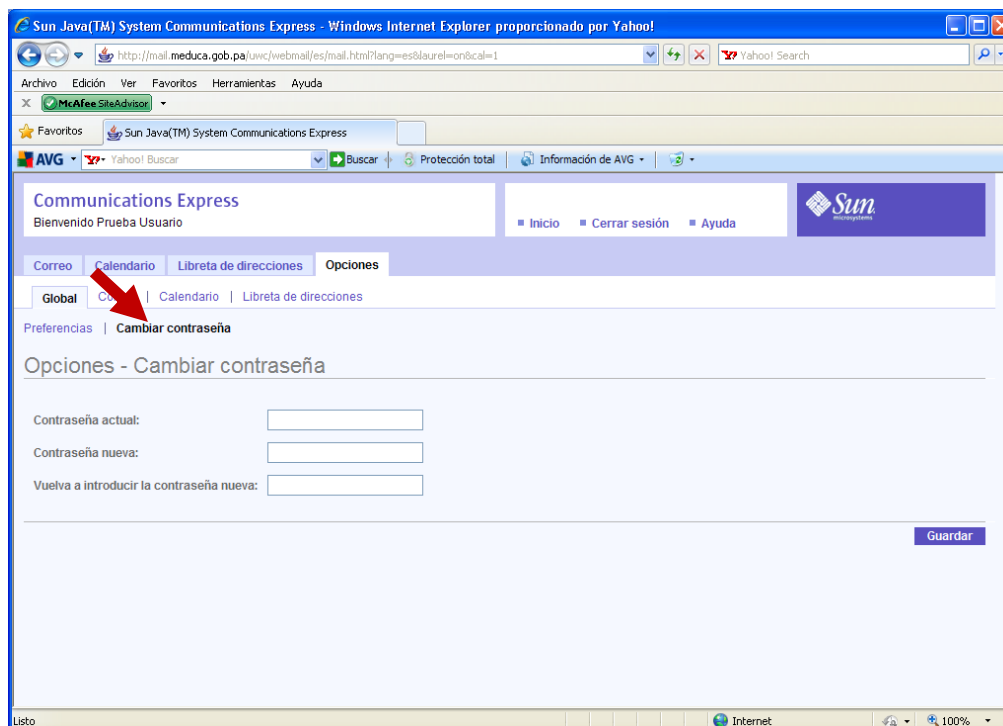 Sun Java(TM) System Communications Express - Windows Internet Explorer proporcionado por Yahoo!
http://mail.meduca.gob.pa/uwc/webmail/es/mail.html?lang=es&laurel=on&cal=1
Yahoo! Search
Archivo Edición Ver Favoritos Herramientas Ayuda
X McAfee SiteAdvisor
Favoritos Sun Java(TM) System Communications Express
AVG Yahoo! Buscar Buscar Protección total Información de AVG
Communications Express
Bienvenido Prueba Usuario
Inicio Cerrar sesión Ayuda
Sun
microsystems
Correo Calendario Libreta de direcciones Opciones
Global | Calendario | Libreta de direcciones
Preferencias | Cambiar contraseña
Opciones - Cambiar contraseña
Contraseña actual:
Contraseña nueva:
Vuelva a introducir la contraseña nueva:
Guardar
Listo Internet 100%